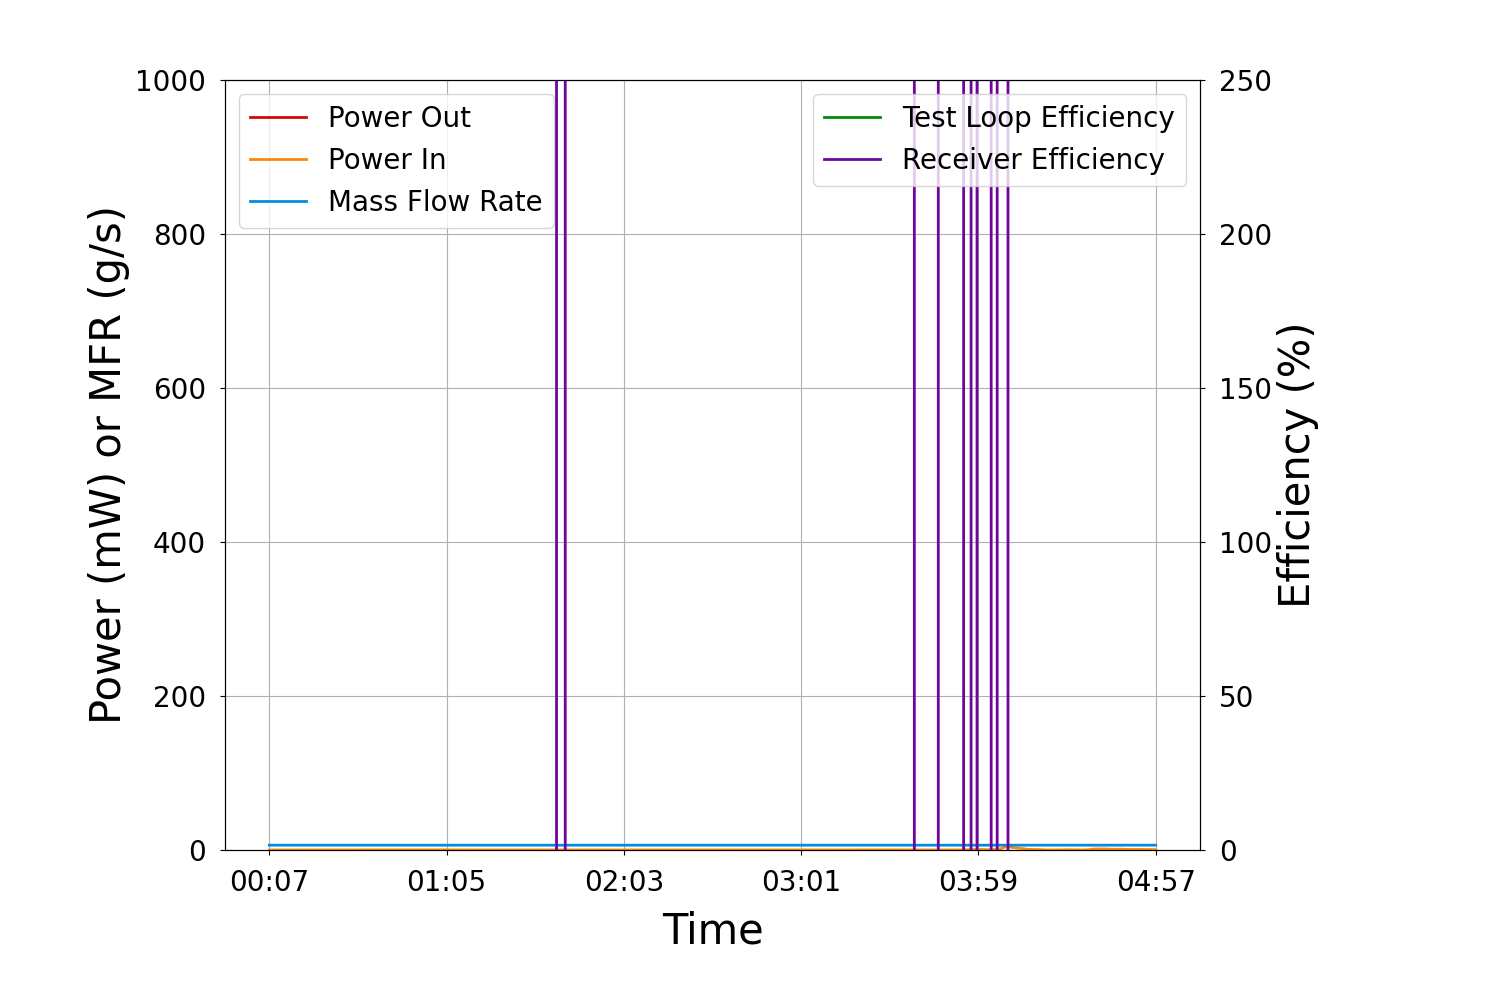 1000
800
600
400
200
0
Power (mW) or MFR (g/s)
Power Out
Power In
Mass Flow Rate
Test Loop Efficiency
Receiver Efficiency
250
200
150
100
50
0
Efficiency (%)
00:07 01:05 02:03 03:01 03:59 04:57
Time